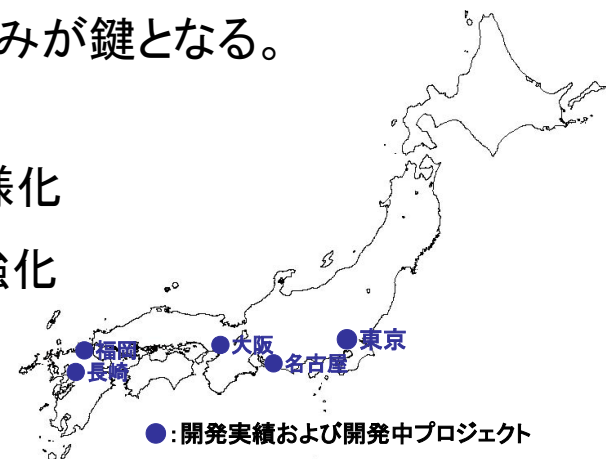 みが鍵となる。
様化
強化
東京
大阪
名古屋
福岡
長崎
●:開発実績および開発中プロジェクト